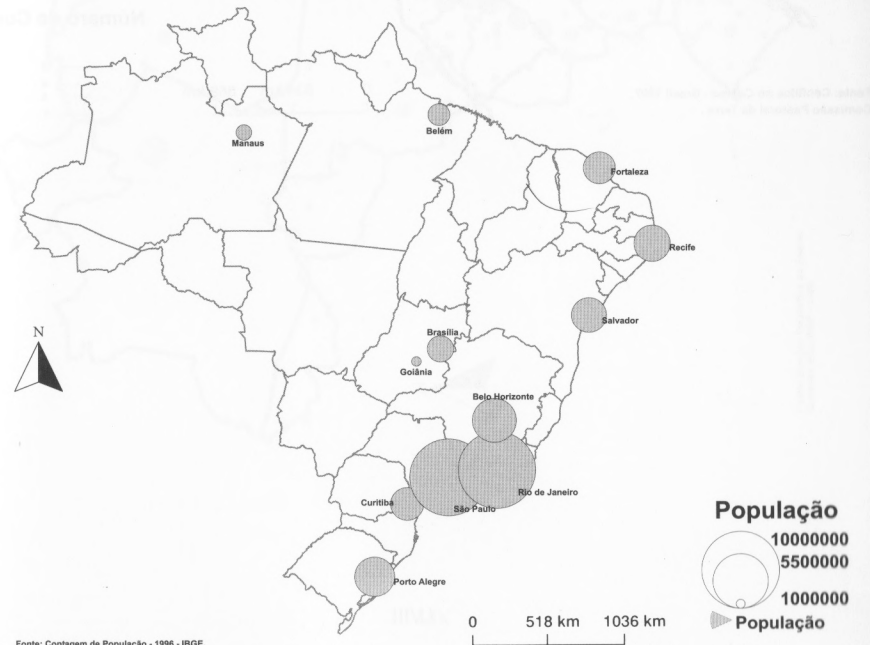 Manaus
Belém
Fortaleza
Recife
Salvador
Brasília
Goiânia
Belo Horizonte
Rio de Janeiro
São Paulo
Curitiba
Porto Alegre
N
População
10000000
5500000
1000000
População
0 518 km 1036 km
Fonte: Contagem de População - 1996 - IBGE